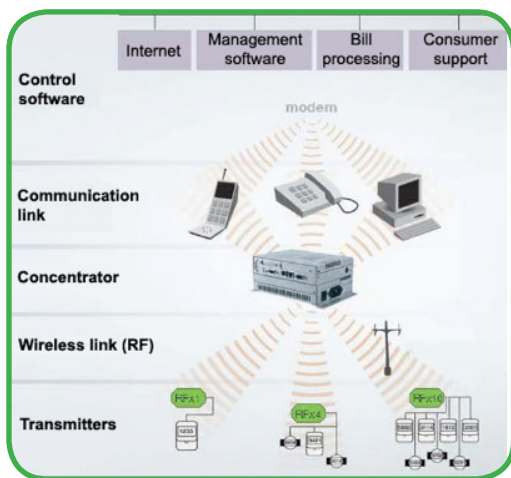 Internet
Management
software
Bill
processing
Consumer
support
Control
software
modem
Communication
link
Concentrator
Wireless link (RF)
Transmitters
RFx1
RFx4
RFx10